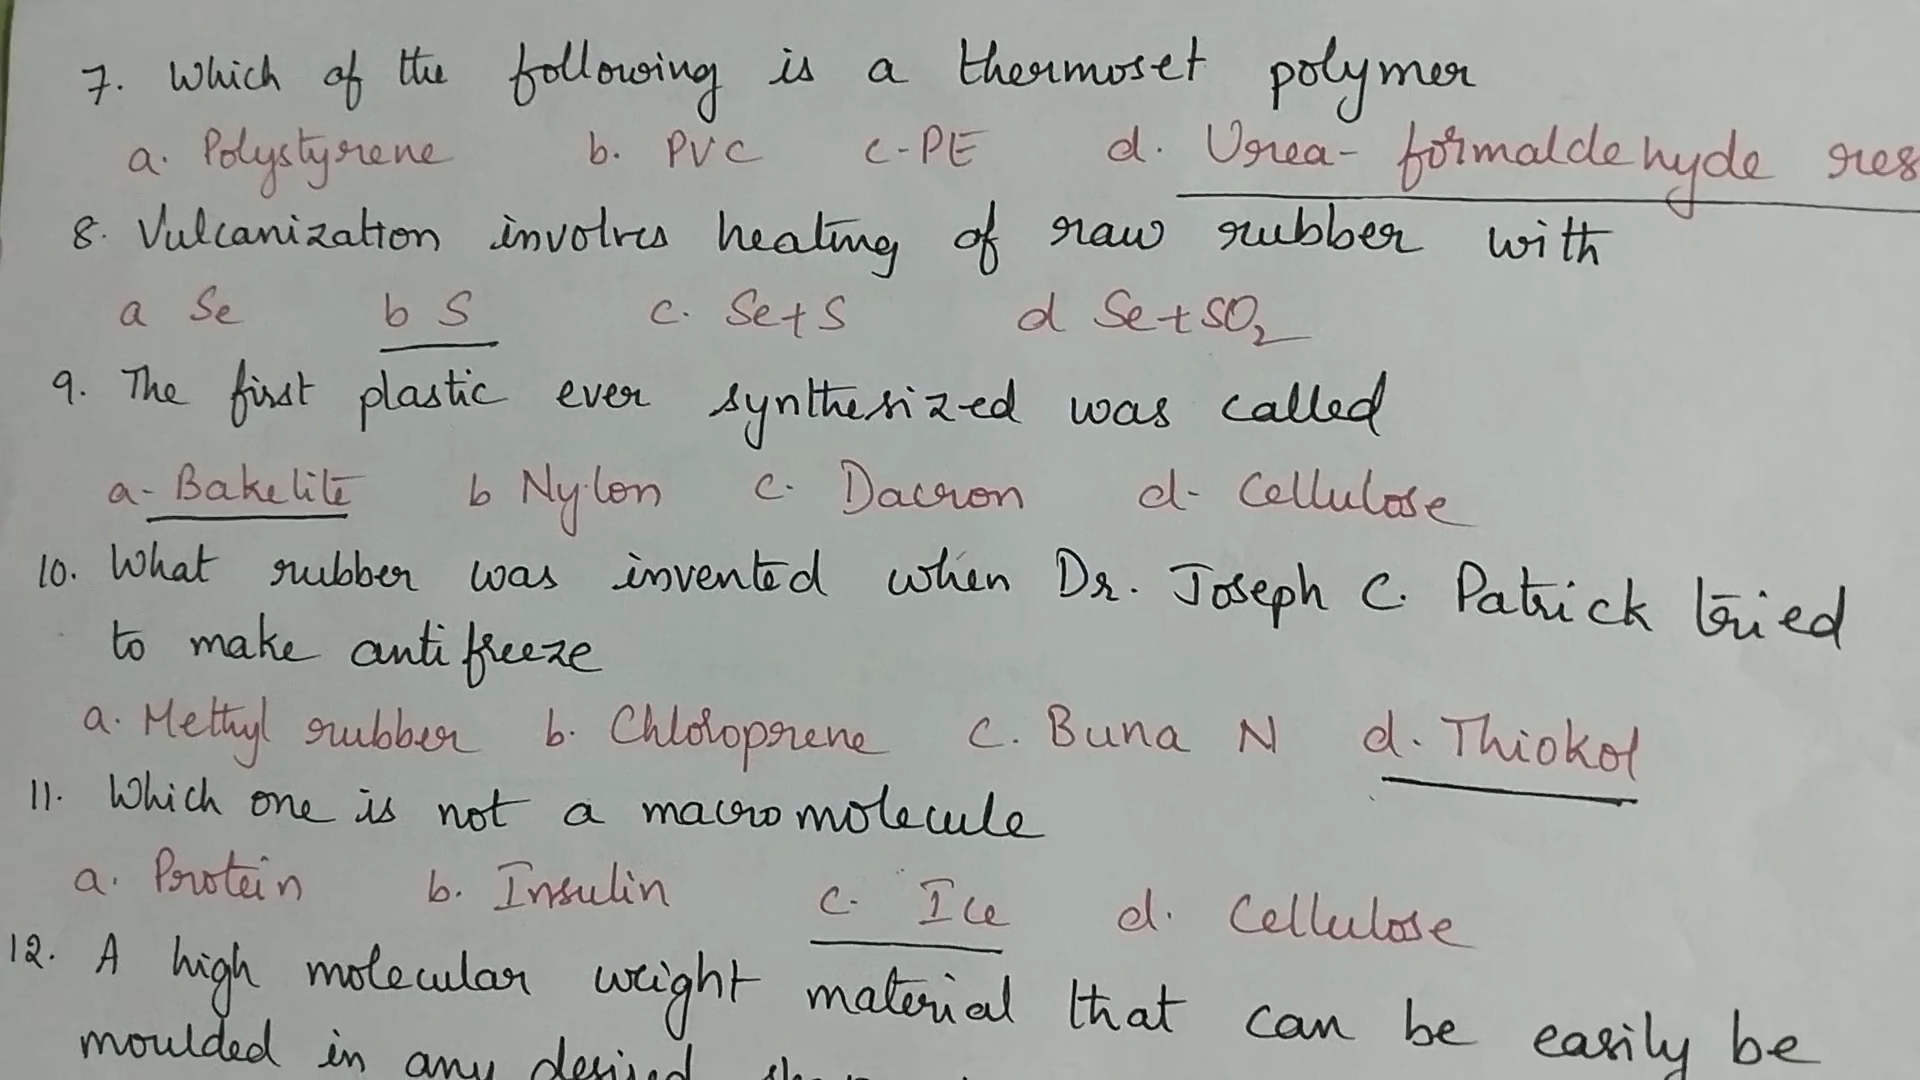 7. Which of the following is a thermoset polymer
a. Polystyrene b. PVC c-PE d. Urea-formaldehyde res
8. Vulcanization involves heating of raw rubber with
a Se b S c. Se+S d Se+SO2
9. The first plastic ever synthesized was called
a- Bakelite b Nylon c. Dacron d- Cellulose
10. What rubber was invented when Dr. Joseph C. Patrick tried
to make antifreeze
a. Methyl rubber b. Chloroprene c. Buna N d. Thiokol
11. Which one is not a macromolecule
a. Protein b. Insulin c. Ice d. Cellulose
12. A high molecular weight material that can be easily be
moulded in any desired